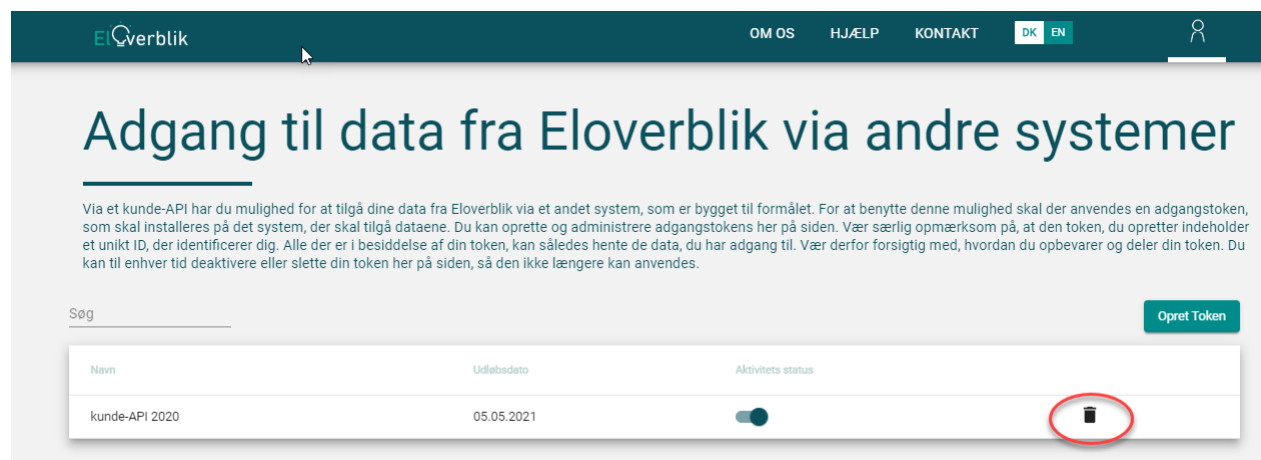 ElOverblik
OM OS HJÆLP KONTAKT DK EN
Adgang til data fra Eloverblik via andre systemer
Via et kunde-API har du mulighed for at tilgå dine data fra Eloverblik via et andet system, som er bygget til formålet. For at benytte denne mulighed skal der anvendes en adgangstoken,
som skal installeres på det system, der skal tilgå dataene. Du kan oprette og administrere adgangstokens her på siden. Vær særlig opmærksom på, at den token, du opretter indeholder
et unikt ID, der identificerer dig. Alle der er i besiddelse af din token, kan således hente de data, du har adgang til. Vær derfor forsigtig med, hvordan du opbevarer og deler din token. Du
kan til enhver tid deaktivere eller slette din token her på siden, så den ikke længere kan anvendes.
Søg
Opret Token
Navn Udløbsdato Aktivitets status
kunde-API 2020 05.05.2021